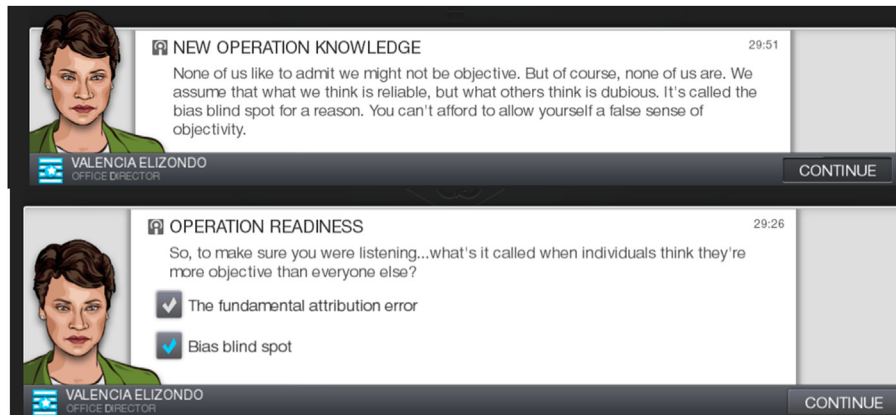 NEW OPERATION KNOWLEDGE
29:51
None of us like to admit we might not be objective. But of course, none of us are. We
assume that what we think is reliable, but what others think is dubious. It's called the
bias blind spot for a reason. You can't afford to allow yourself a false sense of
objectivity.
VALENCIA ELIZONDO
OFFICE DIRECTOR
CONTINUE
OPERATION READINESS
29:26
So, to make sure you were listening...what's it called when individuals think they're
more objective than everyone else?
The fundamental attribution error
Bias blind spot
VALENCIA ELIZONDO
OFFICE DIRECTOR
CONTINUE